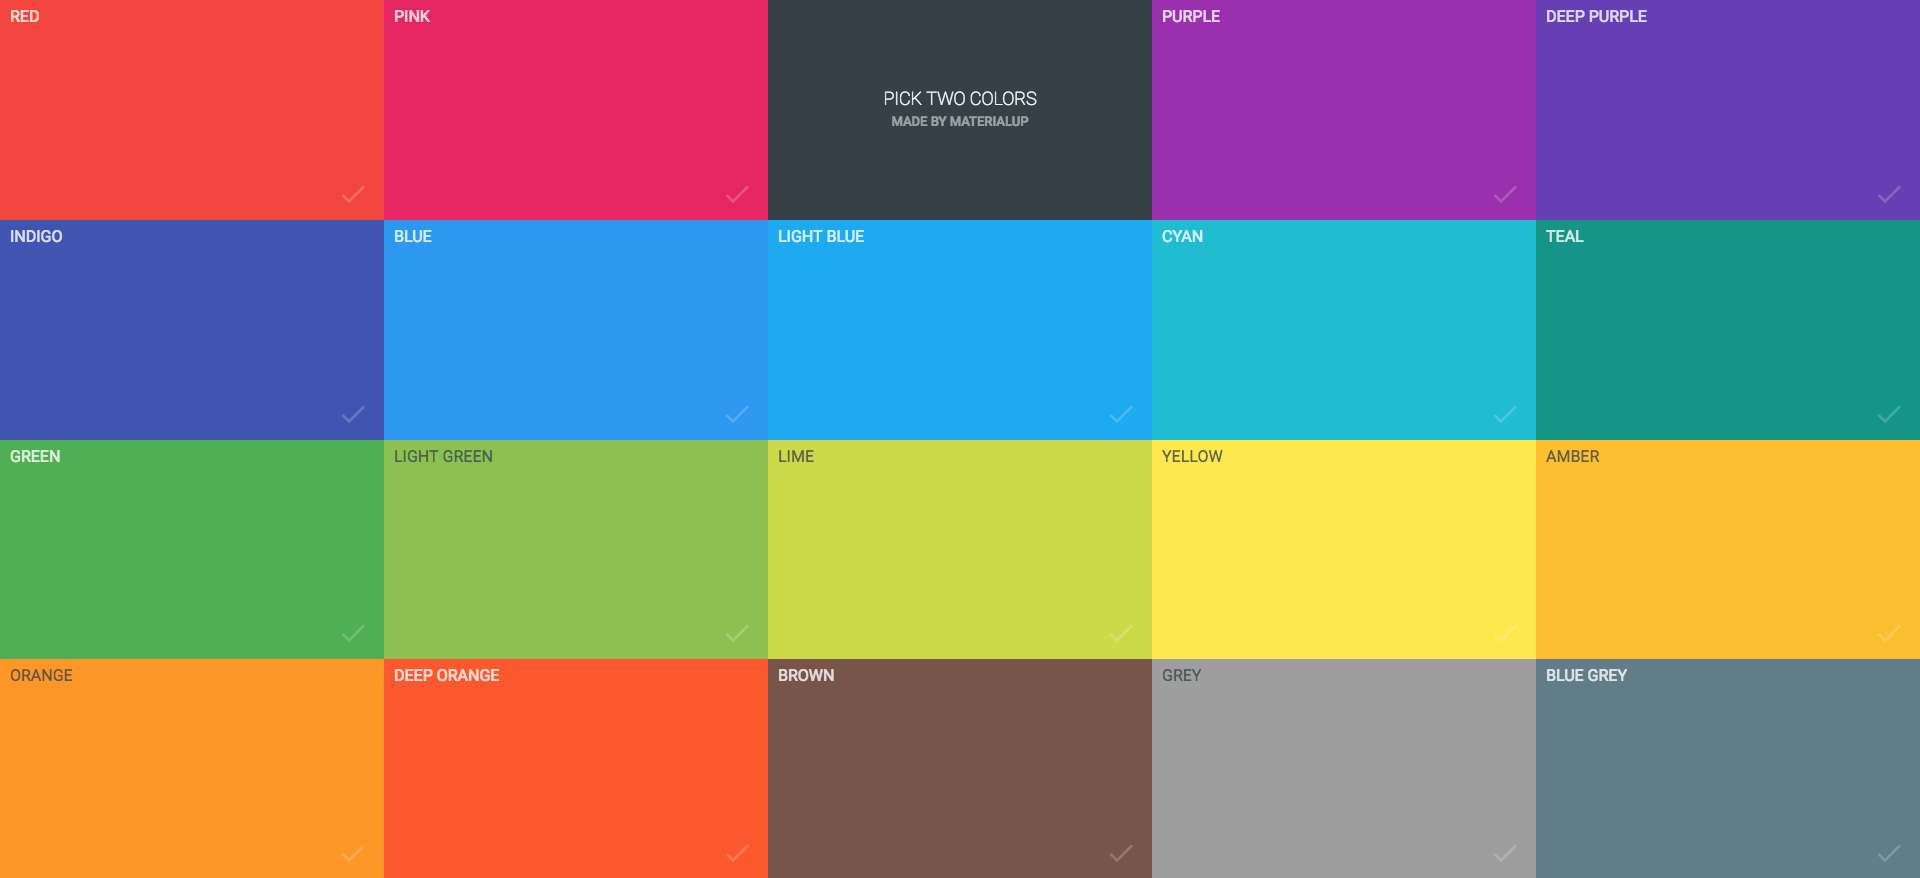 RED
PINK
PICK TWO COLORS
MADE BY MATERIALUP
PURPLE
DEEP PURPLE
INDIGO
BLUE
LIGHT BLUE
CYAN
TEAL
GREEN
LIGHT GREEN
LIME
YELLOW
AMBER
ORANGE
DEEP ORANGE
BROWN
GREY
BLUE GREY